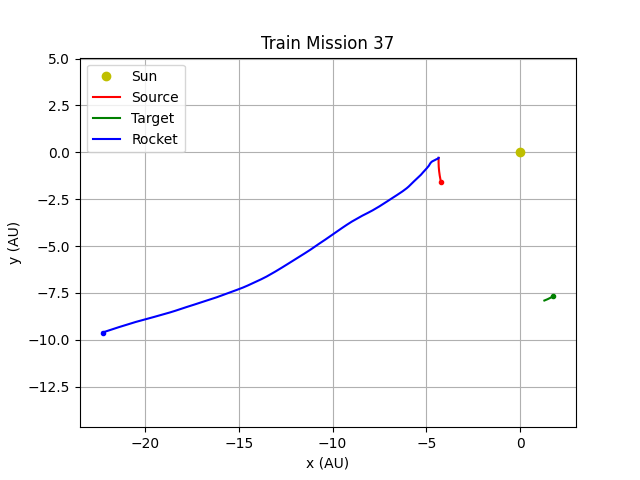 Train Mission 37
5.0
2.5
0.0
−2.5
−5.0
−7.5
−10.0
−12.5
y (AU)
Sun
Source
Target
Rocket
−20
−15
−10
−5
0
x (AU)